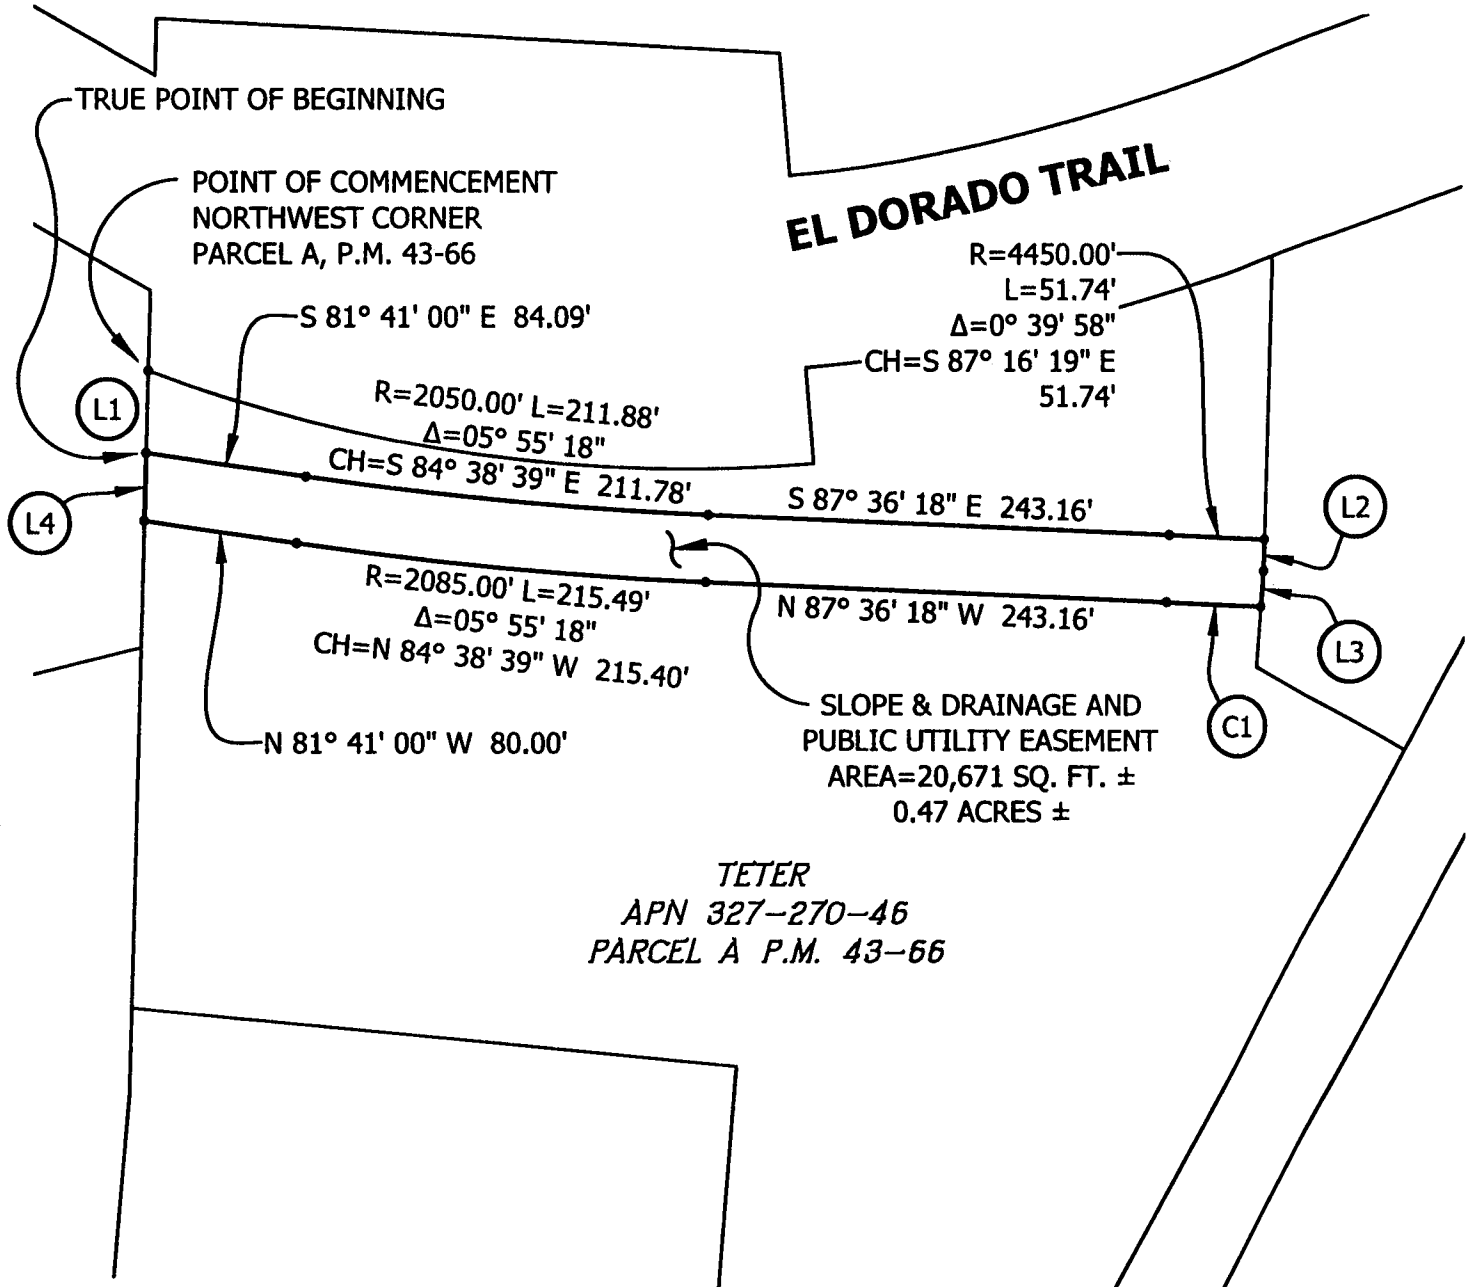 TRUE POINT OF BEGINNING
POINT OF COMMENCEMENT
NORTHWEST CORNER
PARCEL A, P.M. 43-66
EL DORADO TRAIL
R=4450.00'
L=51.74'
Δ=0° 39' 58"
CH=S 87° 16' 19" E
51.74'
S 81° 41' 00" E 84.09'
L1
R=2050.00' L=211.88'
Δ=05° 55' 18"
CH=S 84° 38' 39" E 211.78'
S 87° 36' 18" E 243.16'
L2
L4
R=2085.00' L=215.49'
Δ=05° 55' 18"
CH=N 84° 38' 39" W 215.40'
N 87° 36' 18" W 243.16'
L3
N 81° 41' 00" W 80.00'
SLOPE & DRAINAGE AND
PUBLIC UTILITY EASEMENT
AREA=20,671 SQ. FT. ±
0.47 ACRES ±
C1
TETER
APN 327-270-46
PARCEL A P.M. 43-66